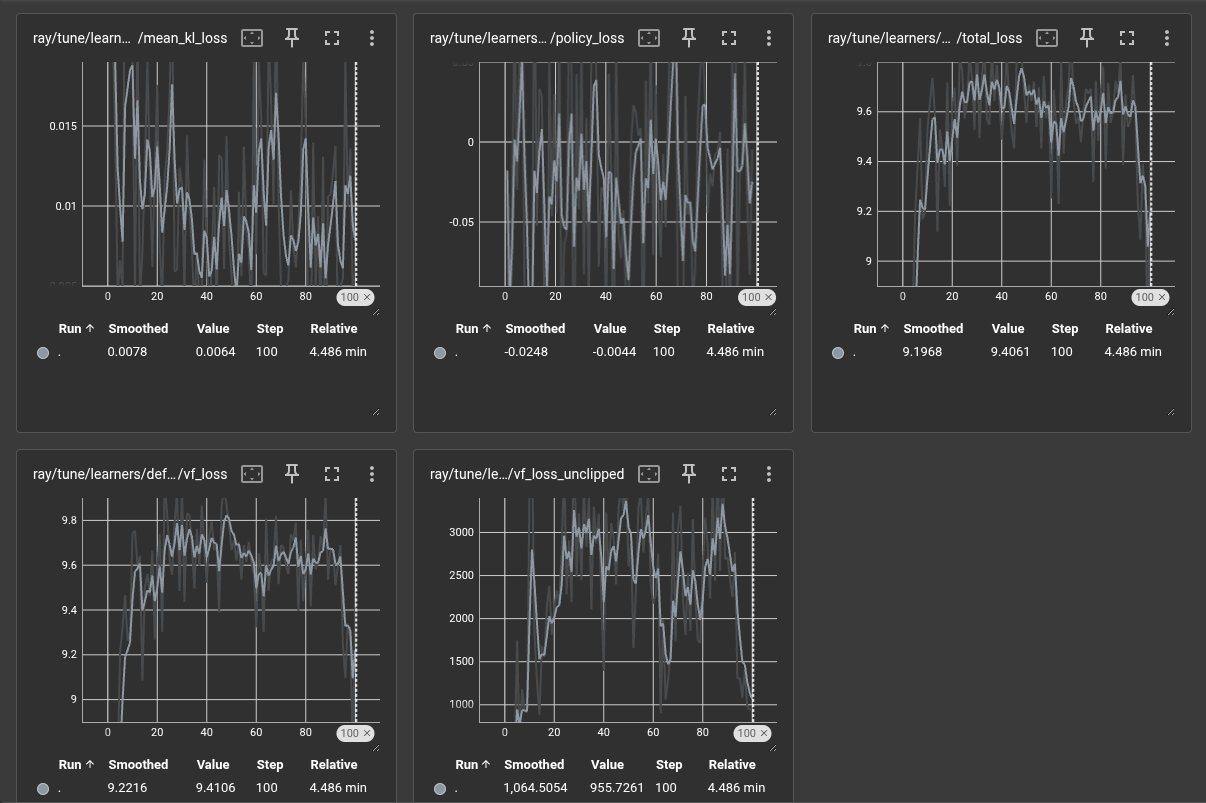 ray/tune/learn… /mean_kl_loss
0.015
0.01
0 20 40 60 80 100 ×
Run ↑ Smoothed Value Step Relative
. 0.0078 0.0064 100 4.486 min
ray/tune/learners… /policy_loss
0
-0.05
0 20 40 60 80 100 ×
Run ↑ Smoothed Value Step Relative
. -0.0248 -0.0044 100 4.486 min
ray/tune/learners/… /total_loss
9.6
9.4
9.2
9
0 20 40 60 80 100 ×
Run ↑ Smoothed Value Step Relative
. 9.1968 9.4061 100 4.486 min
ray/tune/learners/def…/vf_loss
9.8
9.6
9.4
9.2
9
0 20 40 60 80 100 ×
Run ↑ Smoothed Value Step Relative
. 9.2216 9.4106 100 4.486 min
ray/tune/le…/vf_loss_unclipped
3000
2500
2000
1500
1000
0 20 40 60 80 100 ×
Run ↑ Smoothed Value Step Relative
. 1,064.5054 955.7261 100 4.486 min